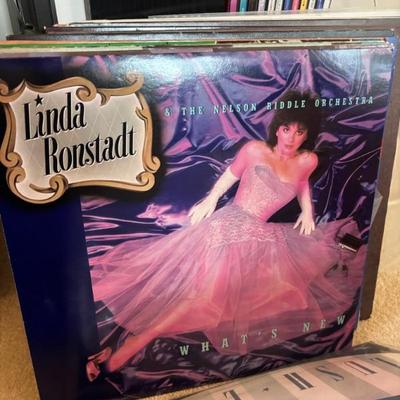 Linda
Ronstadt
& THE NELSON RIDDLE ORCHESTRA
WHAT'S NEW